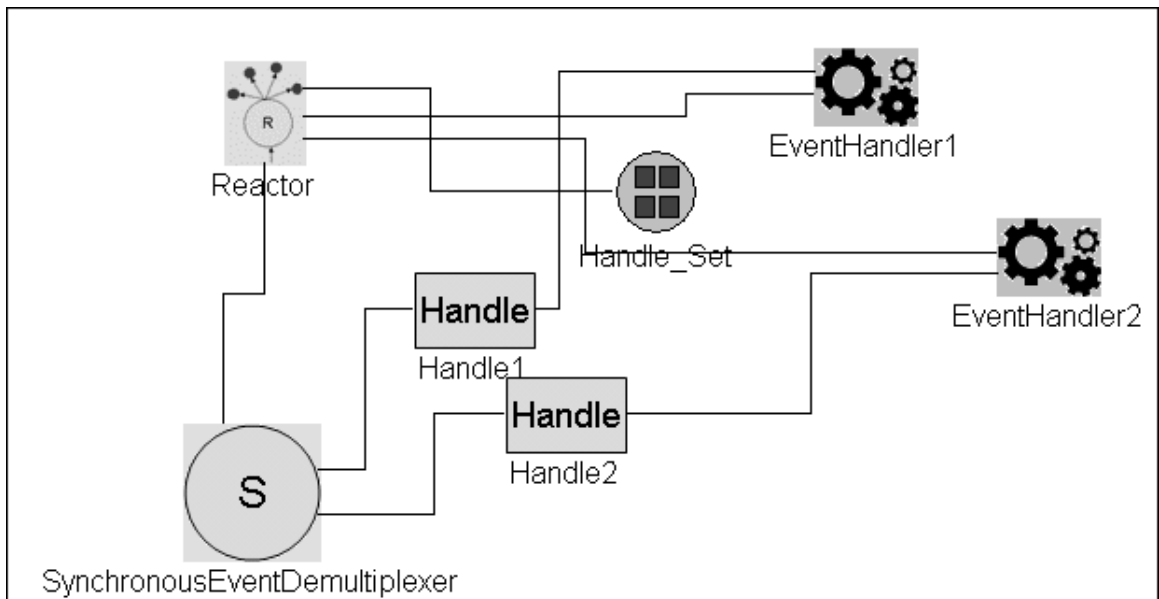 R
Reactor
EventHandler1
Handle_Set
EventHandler2
Handle
Handle1
Handle
Handle2
S
SynchronousEventDemultiplexer